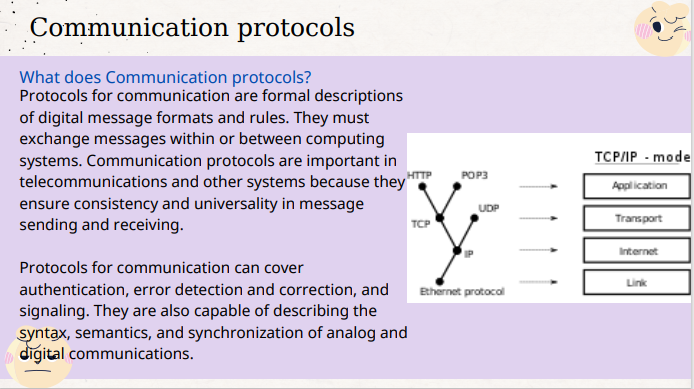 Communication protocols
What does Communication protocols?
Protocols for communication are formal descriptions
of digital message formats and rules. They must
exchange messages within or between computing
systems. Communication protocols are important in
telecommunications and other systems because they
ensure consistency and universality in message
sending and receiving.
Protocols for communication can cover
authentication, error detection and correction, and
signaling. They are also capable of describing the
syntax, semantics, and synchronization of analog and
digital communications.
TCP/IP - mode
HTTP
POP3
Application
UDP
TCP
Transport
IP
Internet
Ethernet protocol
Link